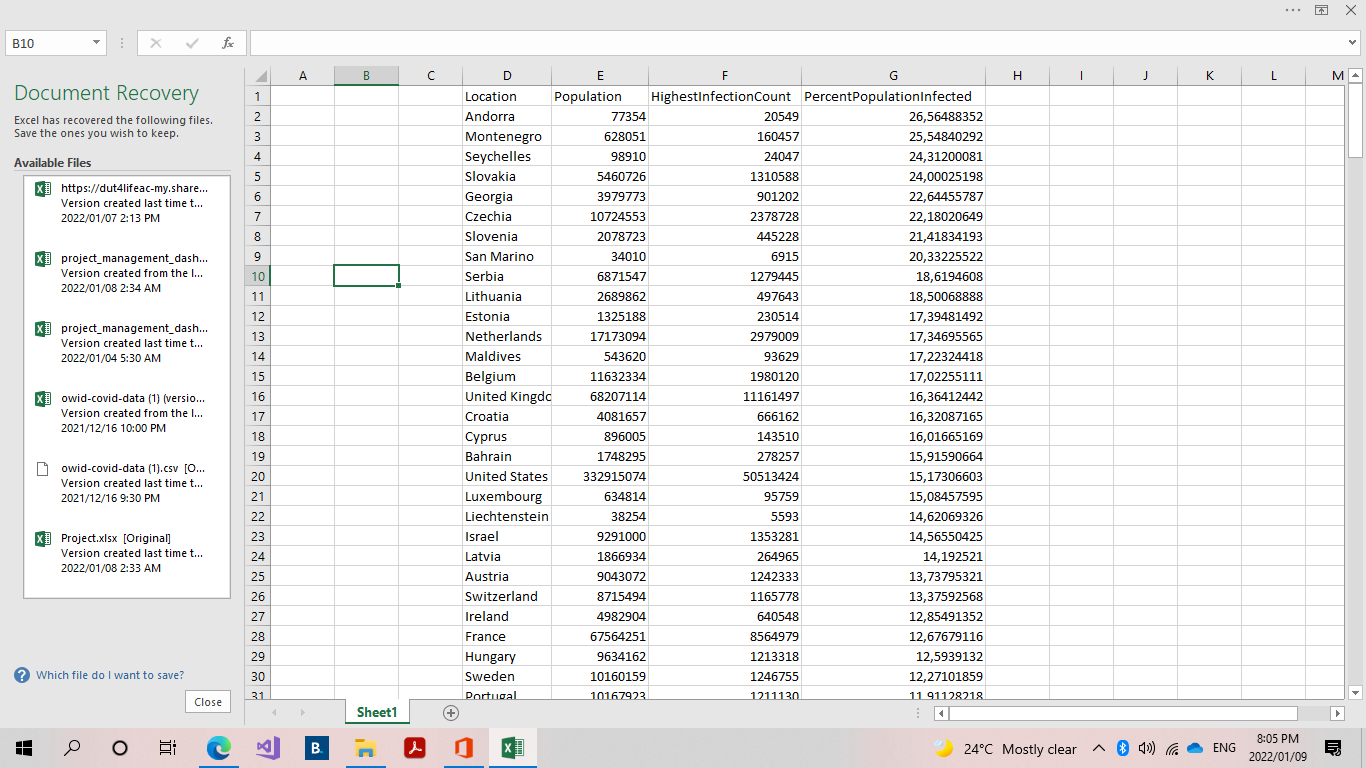 B10
fx
Document Recovery
Excel has recovered the following files.
Save the ones you wish to keep.
Available Files
https://dut4lifeac-my.share...
Version created last time t...
2022/01/07 2:13 PM
project_management_dash...
Version created from the l...
2022/01/08 2:34 AM
project_management_dash...
Version created last time t...
2022/01/04 5:30 AM
owid-covid-data (1) (versio...
Version created from the l...
2021/12/16 10:00 PM
owid-covid-data (1).csv [O...
Version created last time t...
2021/12/16 9:30 PM
Project.xlsx [Original]
Version created last time t...
2022/01/08 2:33 AM
Which file do I want to save?
Close
A B C D E F G H I J K L M
1 Location Population HighestInfectionCount PercentPopulationInfected
2 Andorra 77354 20549 26,56488352
3 Montenegro 628051 160457 25,54840292
4 Seychelles 98910 24047 24,31200081
5 Slovakia 5460726 1310588 24,00025198
6 Georgia 3979773 901202 22,64455787
7 Czechia 10724553 2378728 22,18020649
8 Slovenia 2078723 445228 21,41834193
9 San Marino 34010 6915 20,33225522
10 Serbia 6871547 1279445 18,6194608
11 Lithuania 2689862 497643 18,50068888
12 Estonia 1325188 230514 17,39481492
13 Netherlands 17173094 2979009 17,34695565
14 Maldives 543620 93629 17,22324418
15 Belgium 11632334 1980120 17,02255111
16 United Kingdo 68207114 11161497 16,36412442
17 Croatia 4081657 666162 16,32087165
18 Cyprus 896005 143510 16,01665169
19 Bahrain 1748295 278257 15,91590664
20 United States 332915074 50513424 15,17306603
21 Luxembourg 634814 95759 15,08457595
22 Liechtenstein 38254 5593 14,62069326
23 Israel 9291000 1353281 14,56550425
24 Latvia 1866934 264965 14,192521
25 Austria 9043072 1242333 13,73795321
26 Switzerland 8715494 1165778 13,37592568
27 Ireland 4982904 640548 12,85491352
28 France 67564251 8564979 12,67679116
29 Hungary 9634162 1213318 12,5939132
30 Sweden 10160159 1246755 12,27101859
31 Portugal 10167923 1211130 11,91128218
Sheet1
B.
24°C Mostly clear
ENG
8:05 PM
2022/01/09